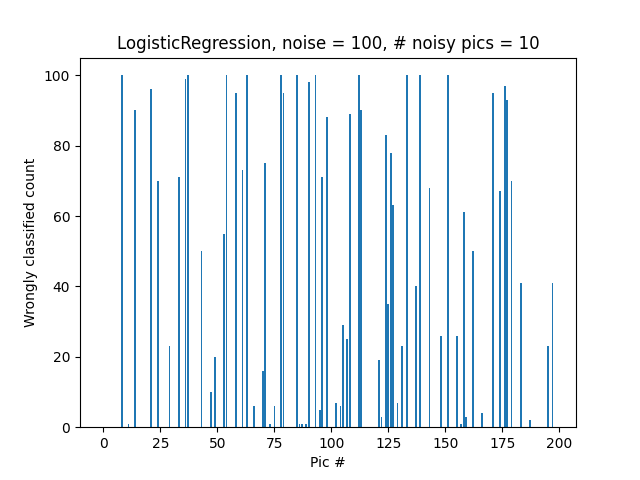 LogisticRegression, noise = 100, # noisy pics = 10
100
80
60
40
20
0
Wrongly classified count
0 25 50 75 100 125 150 175 200
Pic #